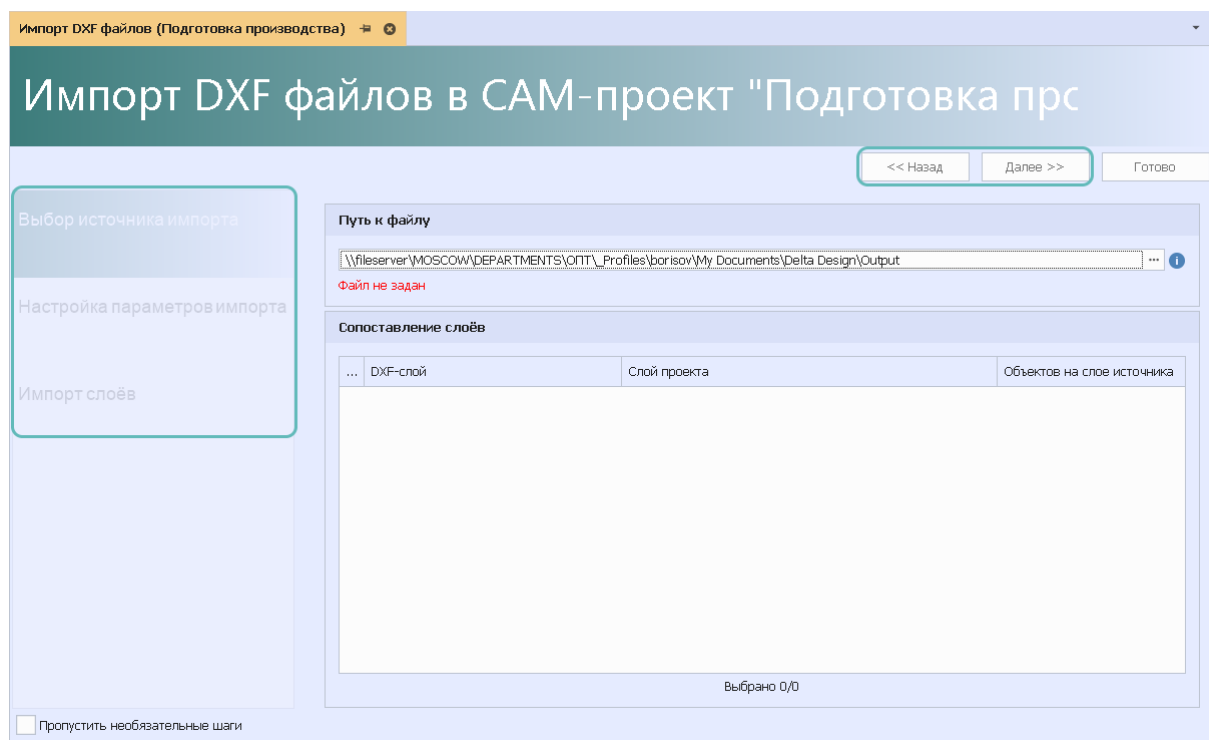 Импорт DXF файлов (Подготовка производства)
Импорт DXF файлов в САМ-проект "Подготовка прс
<< Назад
Далее >>
Готово
Выбор источника импорта
Настройка параметров импорта
Импорт слоёв
Путь к файлу
\\fileserver\MOSCOW\DEPARTMENTS\ОПТ\_Profiles\borisov\My Documents\Delta Design\Output
...
Файл не задан
Сопоставление слоёв
... DXF-слой Слой проекта Объектов на слое источника
Выбрано 0/0
Пропустить необязательные шаги